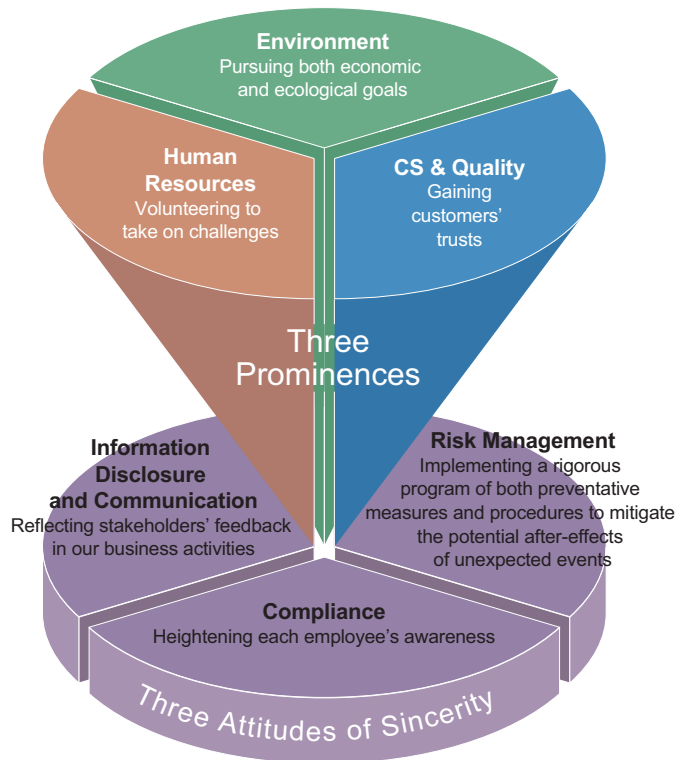 Environment
Pursuing both economic
and ecological goals
Human
Resources
Volunteering to
take on challenges
CS & Quality
Gaining
customers’
trusts
Three
Prominences
Information
Disclosure
and Communication
Reflecting stakeholders’ feedback
in our business activities
Risk Management
Implementing a rigorous
program of both preventative
measures and procedures to mitigate
the potential after-effects
of unexpected events
Compliance
Heightening each employee’s awareness
Three Attitudes of Sincerity